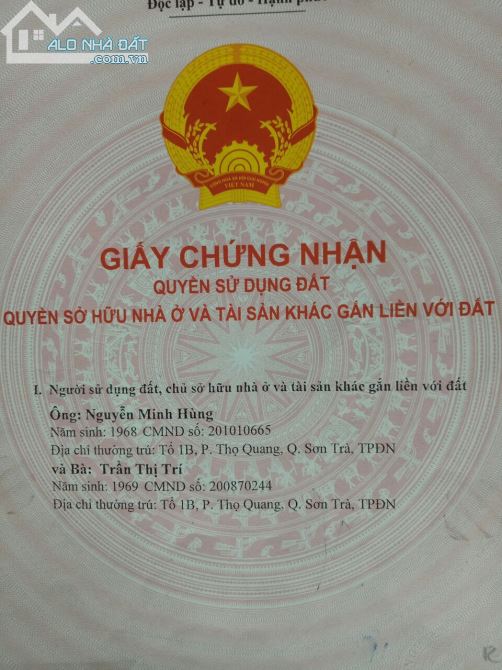 Độc lập - Tự do - Hạnh phúc
ALO NHÀ ĐẤT
.com.vn
VIỆT NAM
GIẤY CHỨNG NHẬN
QUYỀN SỬ DỤNG ĐẤT
QUYỀN SỞ HỮU NHÀ Ở VÀ TÀI SẢN KHÁC GẮN LIỀN VỚI ĐẤT
I. Người sử dụng đất, chủ sở hữu nhà ở và tài sản khác gắn liền với đất
Ông: Nguyễn Minh Hùng
Năm sinh: 1968 CMND số: 201010665
Địa chỉ thường trú: Tổ 1B, P. Thọ Quang, Q. Sơn Trà, TPĐN
và Bà: Trần Thị Trí
Năm sinh: 1969 CMND số: 200870244
Địa chỉ thường trú: Tổ 1B, P. Thọ Quang, Q. Sơn Trà, TPĐN